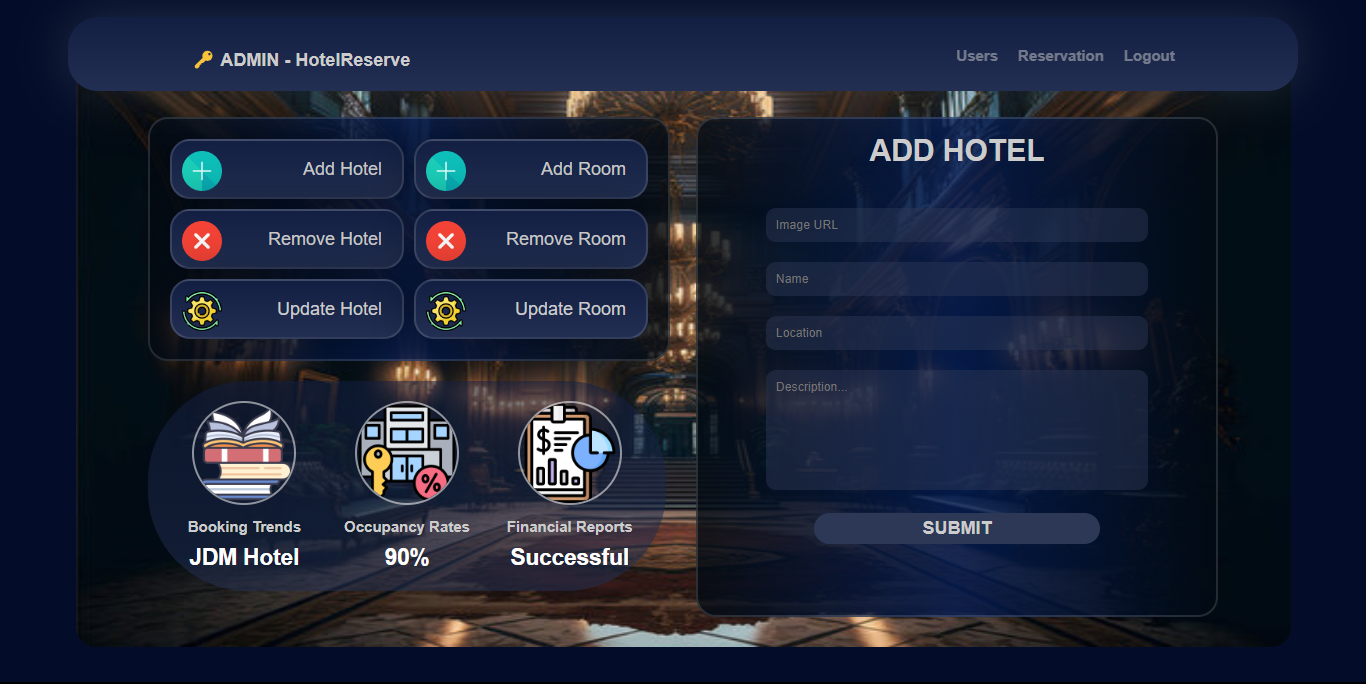 ADMIN - HotelReserve
Users Reservation Logout
Add Hotel
Add Room
Remove Hotel
Remove Room
Update Hotel
Update Room
$
%
Booking Trends
JDM Hotel
Occupancy Rates
90%
Financial Reports
Successful
ADD HOTEL
Image URL
Name
Location
Description...
SUBMIT